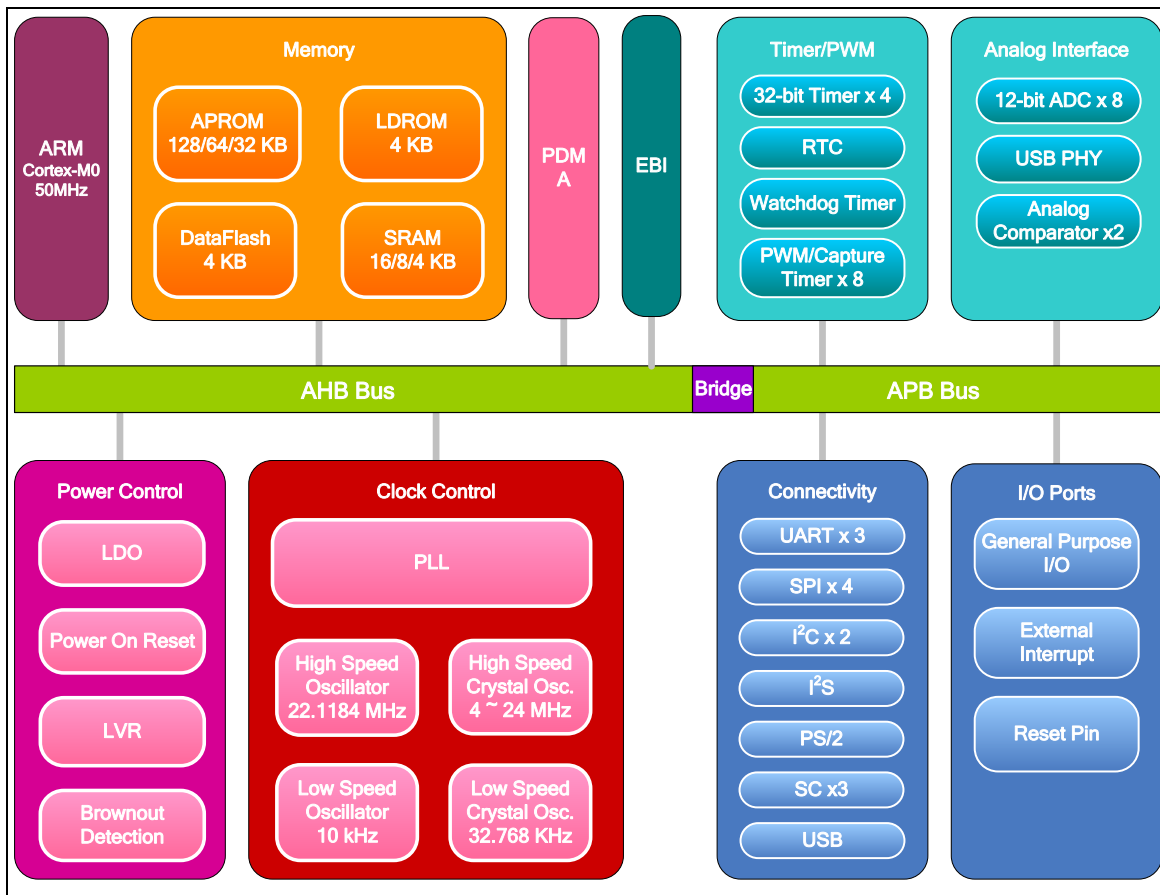 ARM
Cortex-M0
50MHz
Memory
APROM
128/64/32 KB
LDROM
4 KB
DataFlash
4 KB
SRAM
16/8/4 KB
PDM
A
EBI
Timer/PWM
32-bit Timer x 4
RTC
Watchdog Timer
PWM/Capture
Timer x 8
Analog Interface
12-bit ADC x 8
USB PHY
Analog
Comparator x2
AHB Bus
Bridge
APB Bus
Power Control
LDO
Power On Reset
LVR
Brownout
Detection
Clock Control
PLL
High Speed
Oscillator
22.1184 MHz
High Speed
Crystal Osc.
4 ~ 24 MHz
Low Speed
Oscillator
10 kHz
Low Speed
Crystal Osc.
32.768 KHz
Connectivity
UART x 3
SPI x 4
I²C x 2
I²S
PS/2
SC x3
USB
I/O Ports
General Purpose
I/O
External
Interrupt
Reset Pin